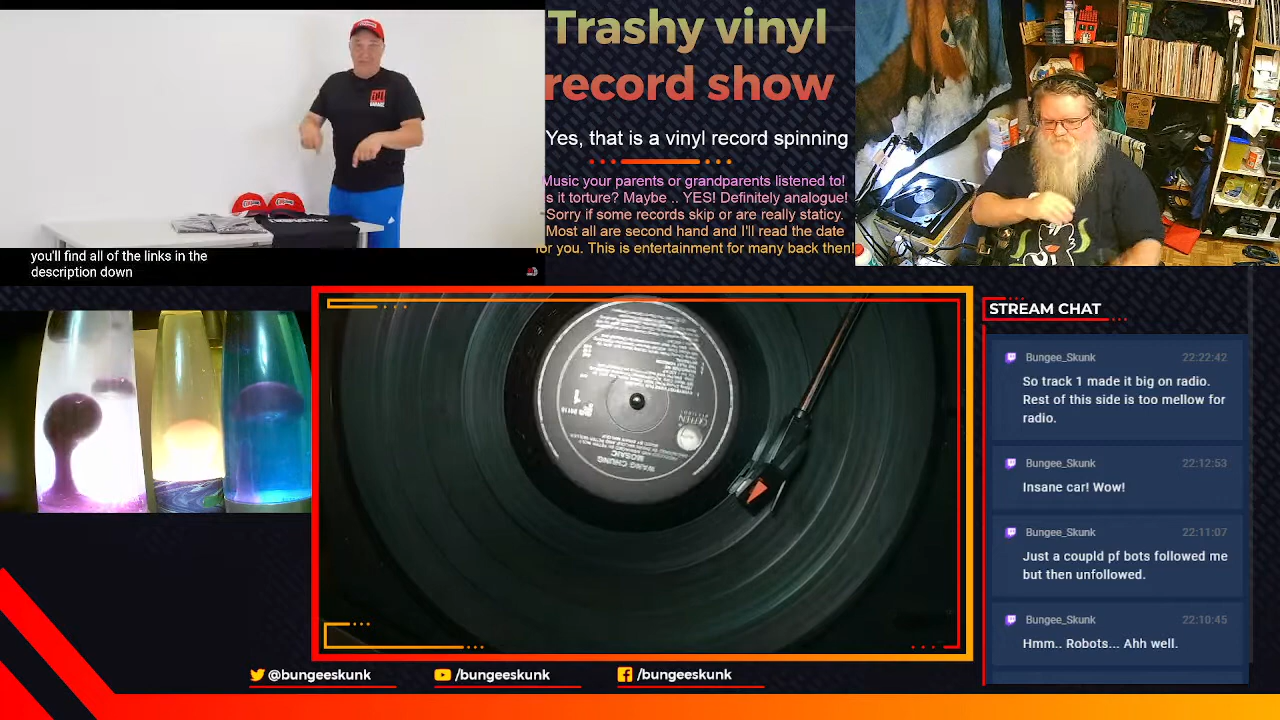 Trashy vinyl
record show
Yes, that is a vinyl record spinning
Music your parents or grandparents listened to!
s it torture? Maybe .. YES! Definitely analogue!
Sorry if some records skip or are really staticy.
Most all are second hand and I'll read the date
or you. This is entertainment for many back then!
you'll find all of the links in the
description down
WANG CHUNG
MOSAIC
GEFFEN
1
STREAM CHAT
Bungee_Skunk 22:22:42
So track 1 made it big on radio.
Rest of this side is too mellow for
radio.
Bungee_Skunk 22:12:53
Insane car! Wow!
Bungee_Skunk 22:11:07
Just a coupld pf bots followed me
but then unfollowed.
Bungee_Skunk 22:10:45
Hmm.. Robots... Ahh well.
@bungeeskunk
/bungeeskunk
/bungeeskunk